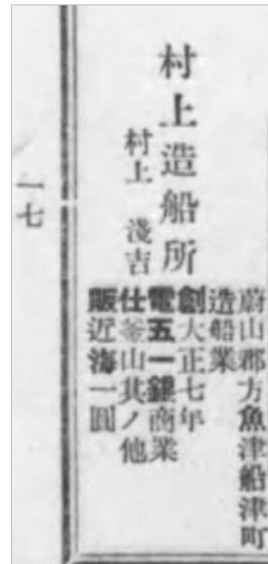 村上造船所
村上 淺吉
蔚山郡方魚津船津町
造船業
創大正七年
電五一銀商業
仕釜山其ノ他
販近海一圓
一七